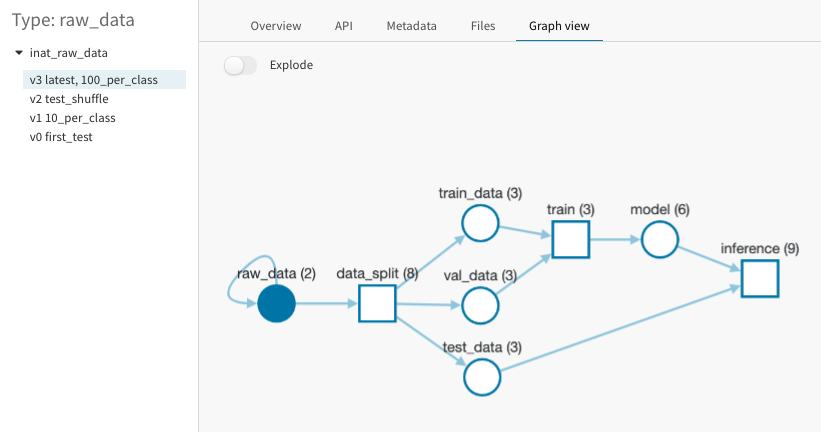 Type: raw_data
inat_raw_data
v3 latest, 100_per_class
v2 test_shuffle
v1 10_per_class
v0 first_test
Overview API Metadata Files Graph view
Explode
train_data (3)
train (3)
model (6)
inference (9)
raw_data (2)
data_split (8)
val_data (3)
test_data (3)